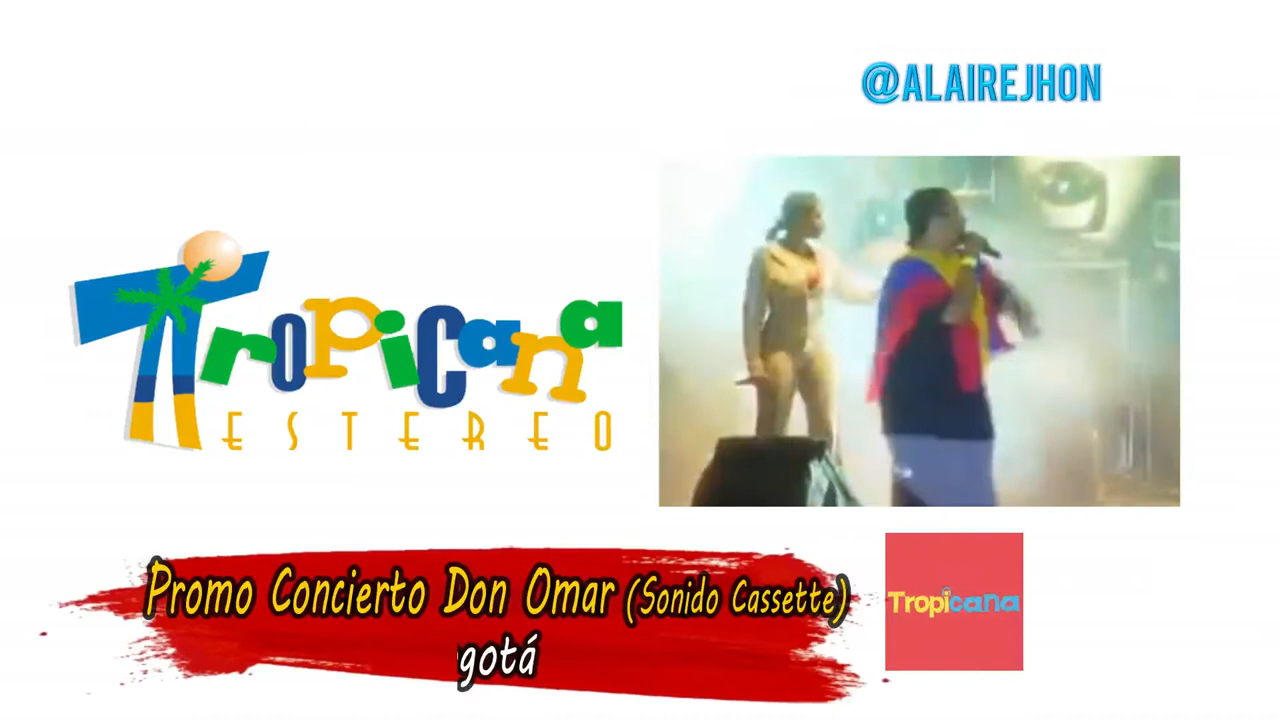 @ALAIREJHON
Tropicana
ESTEREO
Promo Concierto Don Omar (Sonido Cassette)
gotá
Tropicana